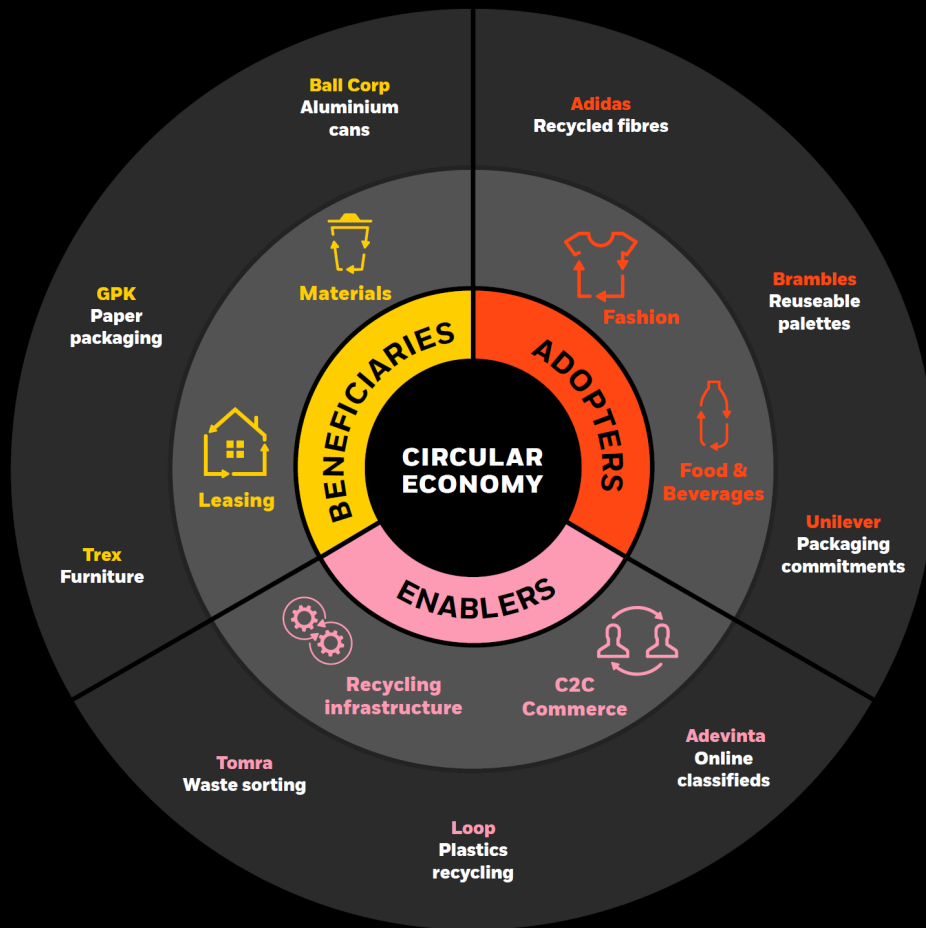 CIRCULAR
ECONOMY
BENEFICIARIES
Materials
Leasing
Ball Corp
Aluminium
cans
GPK
Paper
packaging
Trex
Furniture
ADOPTERS
Fashion
Food &
Beverages
Adidas
Recycled fibres
Brambles
Reuseable
palettes
Unilever
Packaging
commitments
ENABLERS
Recycling
infrastructure
C2C
Commerce
Tomra
Waste sorting
Loop
Plastics
recycling
Adevinta
Online
classifieds